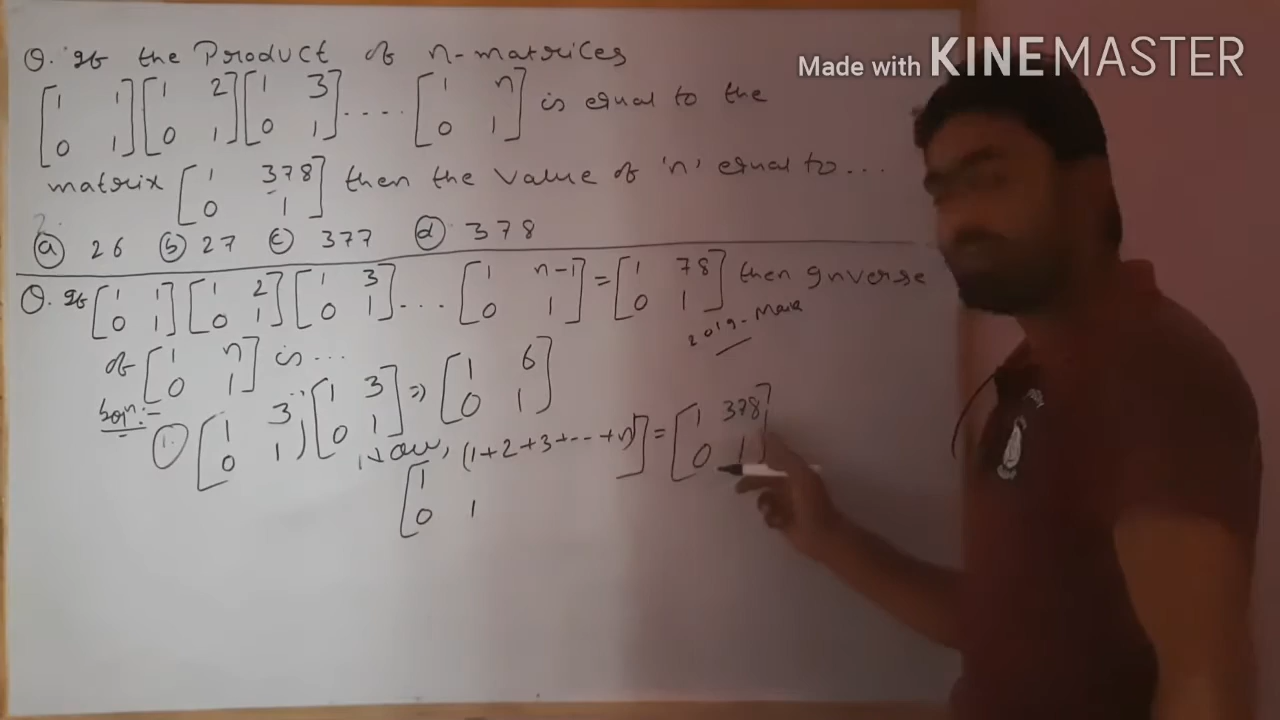 Made with KINEMASTER
Q. If the Product of n-matrices
[1 1 0 1] [1 2 0 1] [1 3 0 1] .... [1 n 0 1] is equal to the
matrix [1 378 0 1] then the value of 'n' equal to...
(a) 26 (b) 27 (c) 377 (d) 378
Q. If [1 1 0 1] [1 2 0 1] [1 3 0 1] ... [1 n-1 0 1] = [1 78 0 1] then Inverse
of [1 n 0 1] is ...
2019-Main
Soln:-
(1.) [1 3 0 1] [1 3 0 1] => [1 6 0 1]
Now,
[1 (1+2+3+--+n) 0 1] = [1 378 0 1]